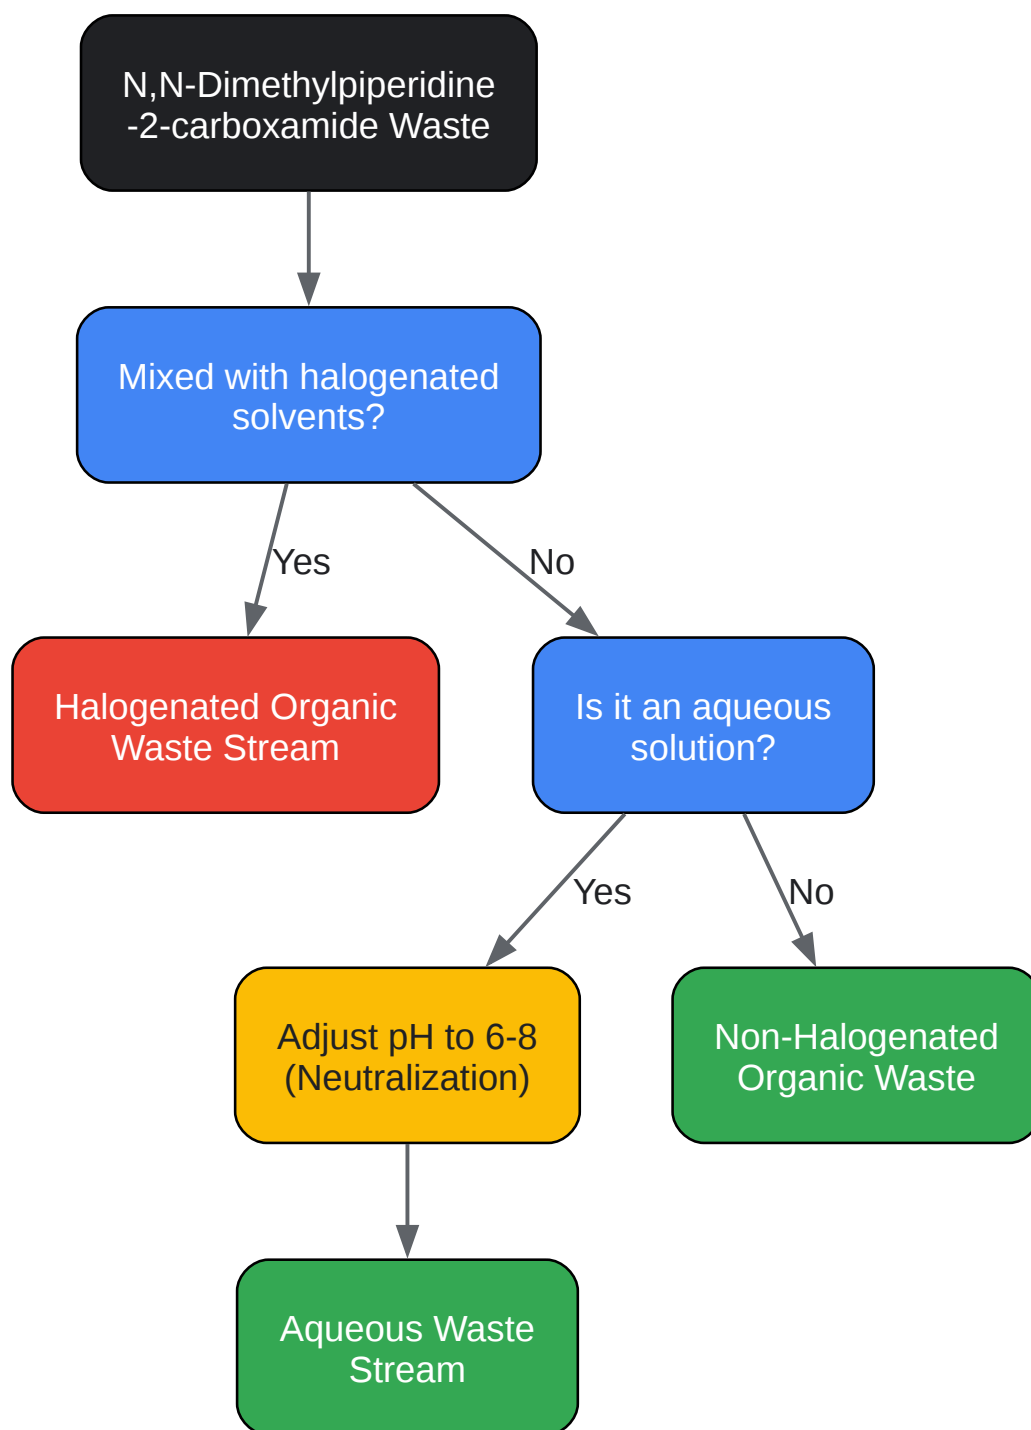 N,N-Dimethylpiperidine
-2-carboxamide Waste
Mixed with halogenated
solvents?
Yes
No
Halogenated Organic
Waste Stream
Is it an aqueous
solution?
Yes
No
Adjust pH to 6-8
(Neutralization)
Non-Halogenated
Organic Waste
Aqueous Waste
Stream